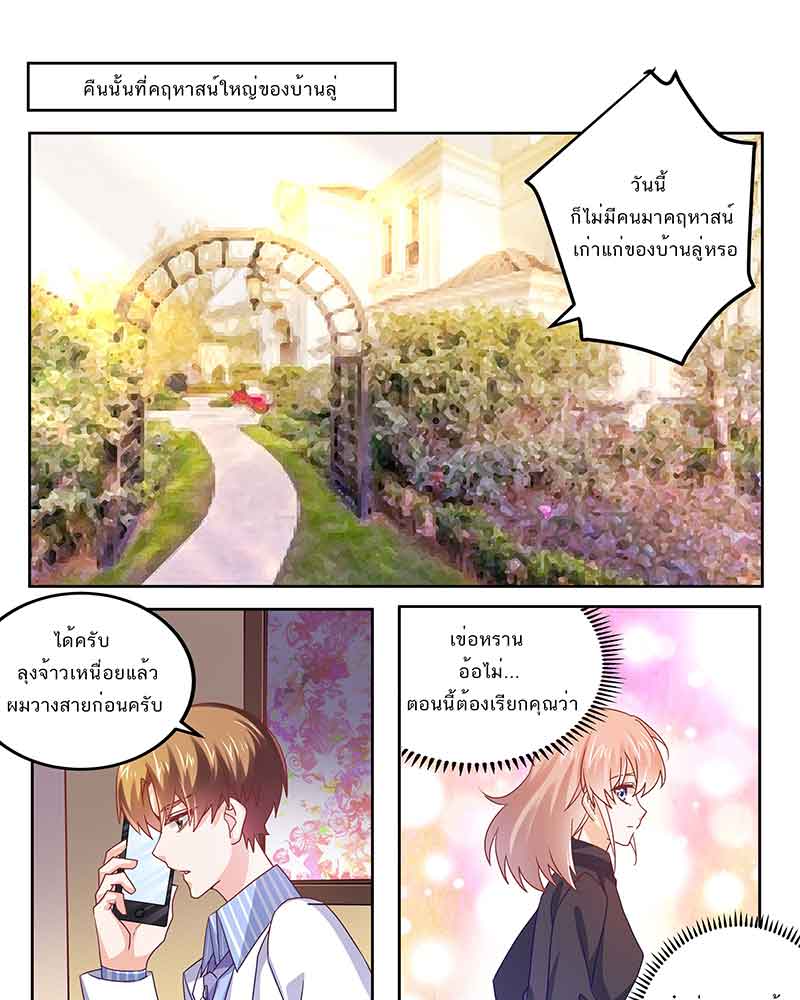 คืนนั้นที่คฤหาสน์ใหญ่ของบ้านลู่
วันนี้
ก็ไม่มีคนมาคฤหาสน์
เก่าแก่ของบ้านลู่หรอ
ได้ครับ
ลุงจ้าวเหนื่อยแล้ว
ผมวางสายก่อนครับ
เข่อหราน
อ้อไม่...
ตอนนี้ต้องเรียกคุณว่า